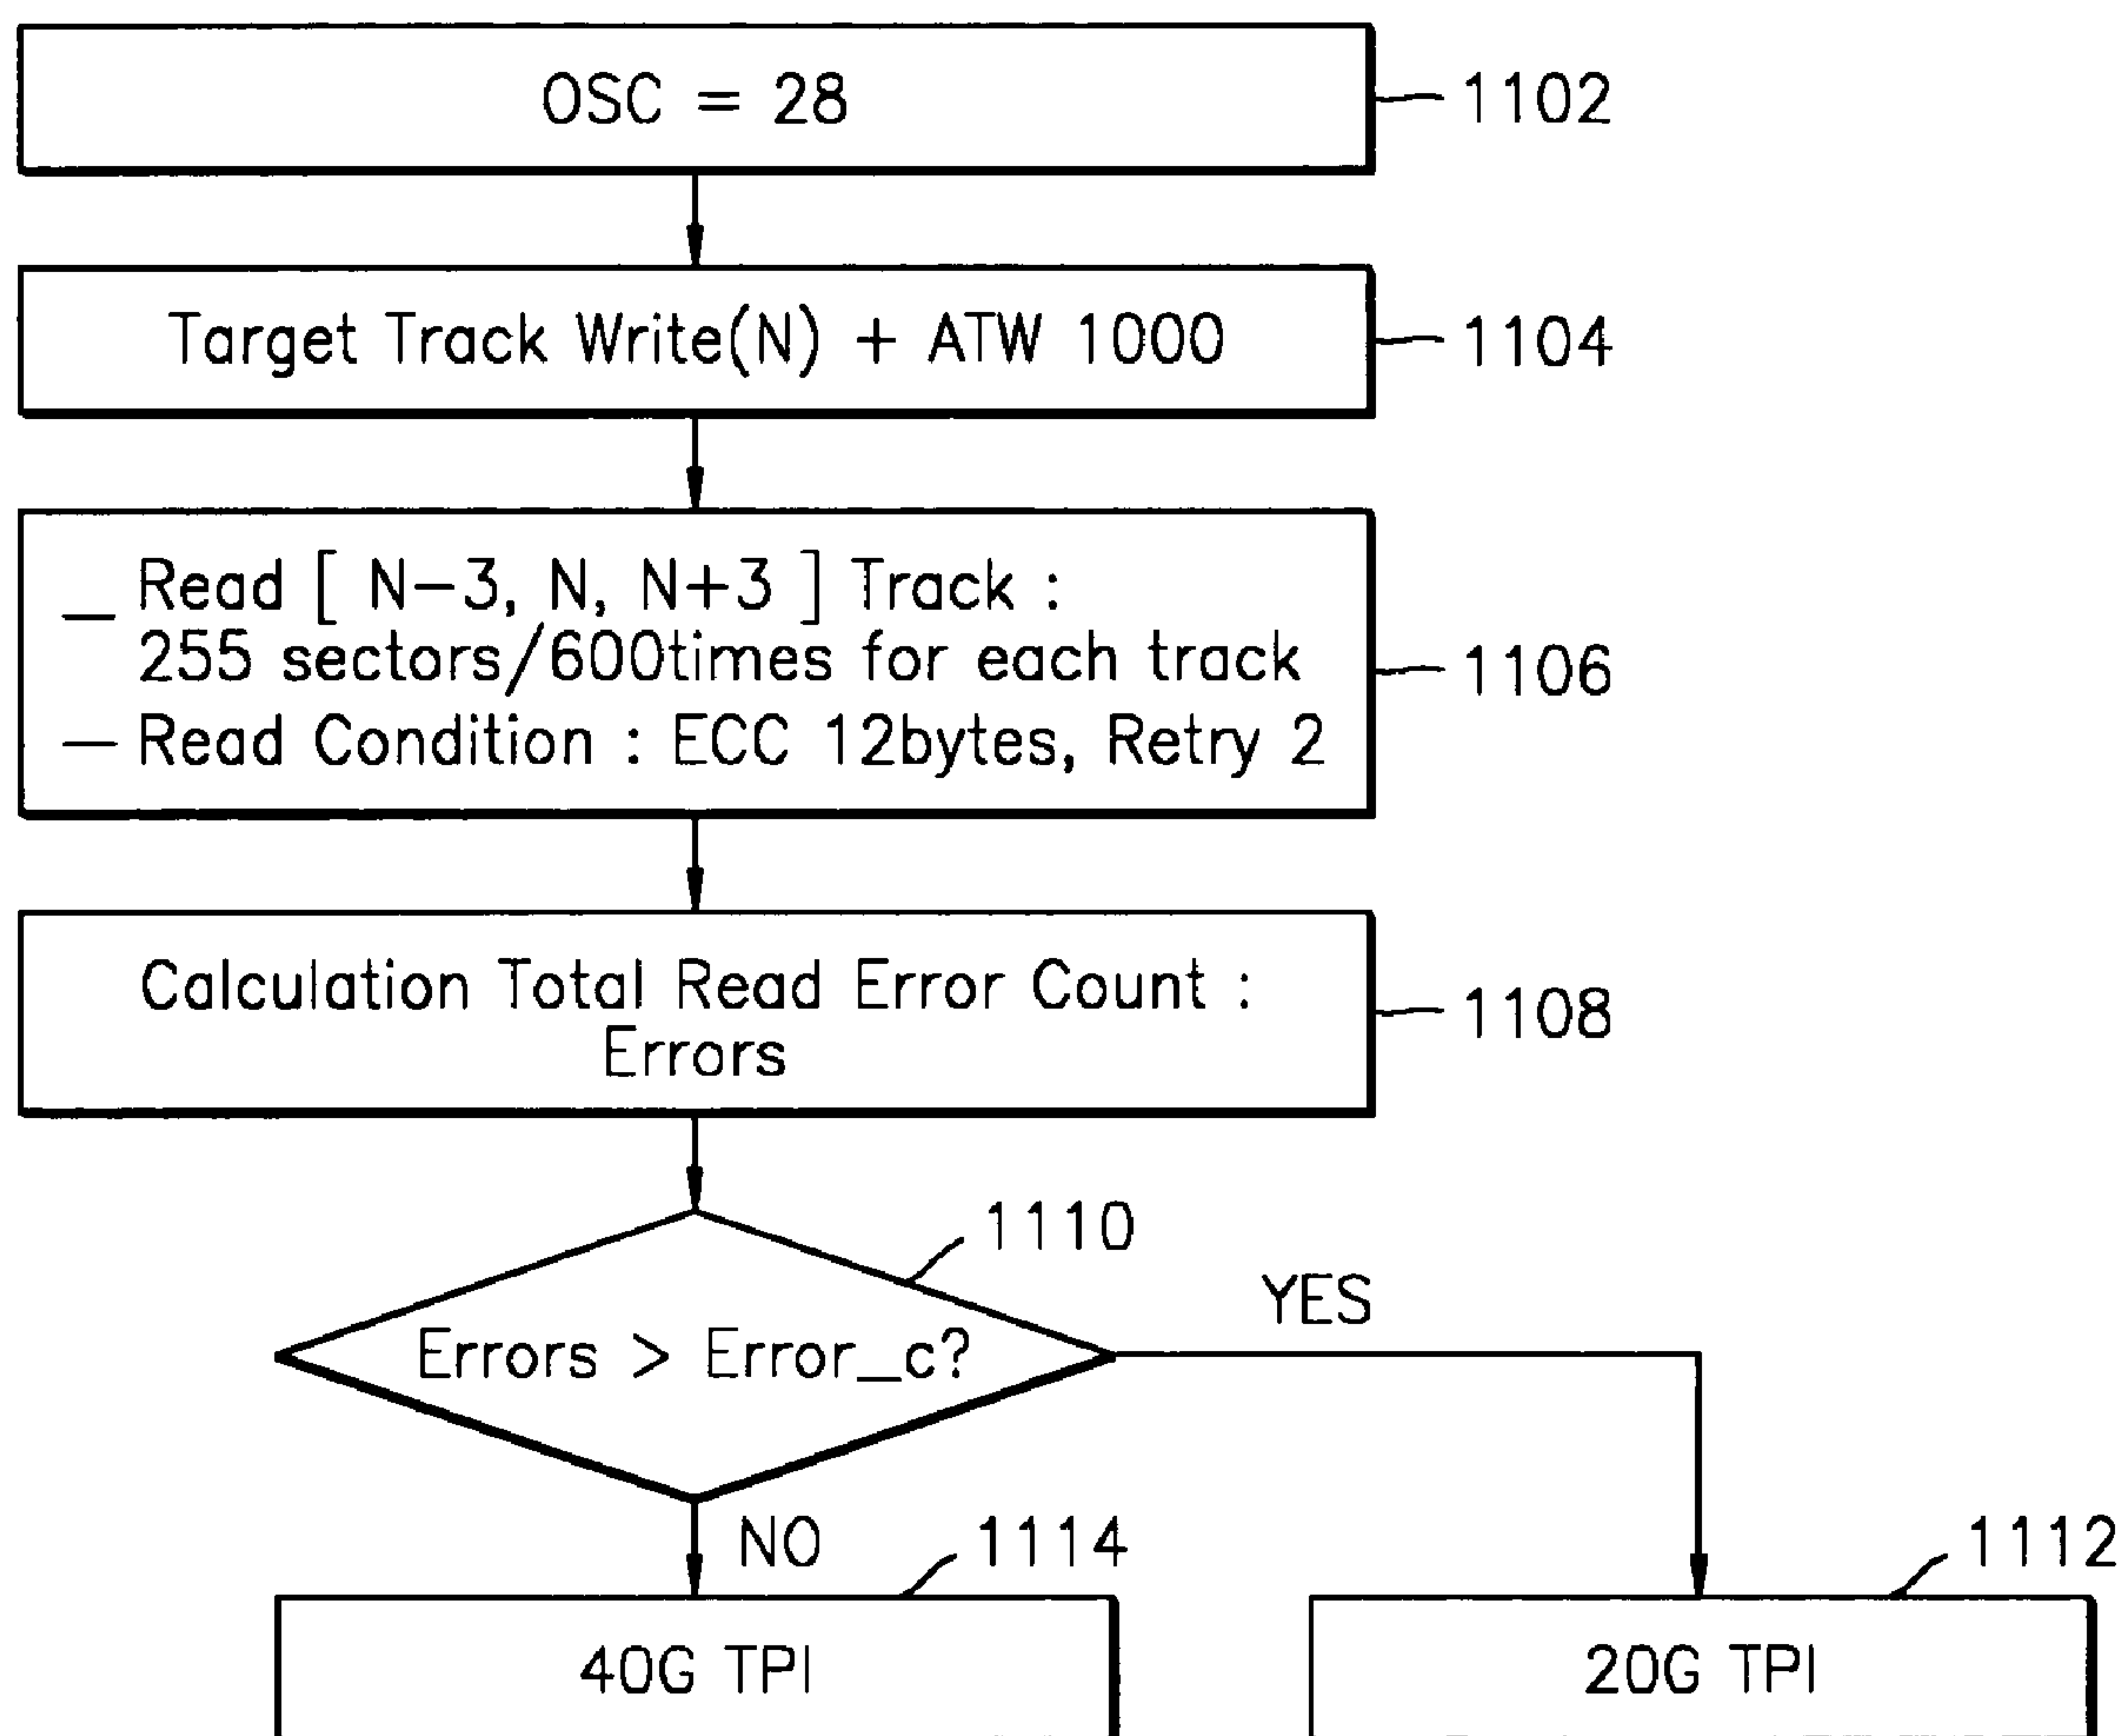 OSC = 28
1102
Target Track Write(N) + ATW 1000
1104
_ Read [ N-3, N, N+3 ] Track :
255 sectors/600times for each track
1106
— Read Condition : ECC 12bytes, Retry 2
Calculation Total Read Error Count :
1108
Errors
1110
YES
Errors > Error_c?
NO
1114
1112
40G TPI
20G TPI